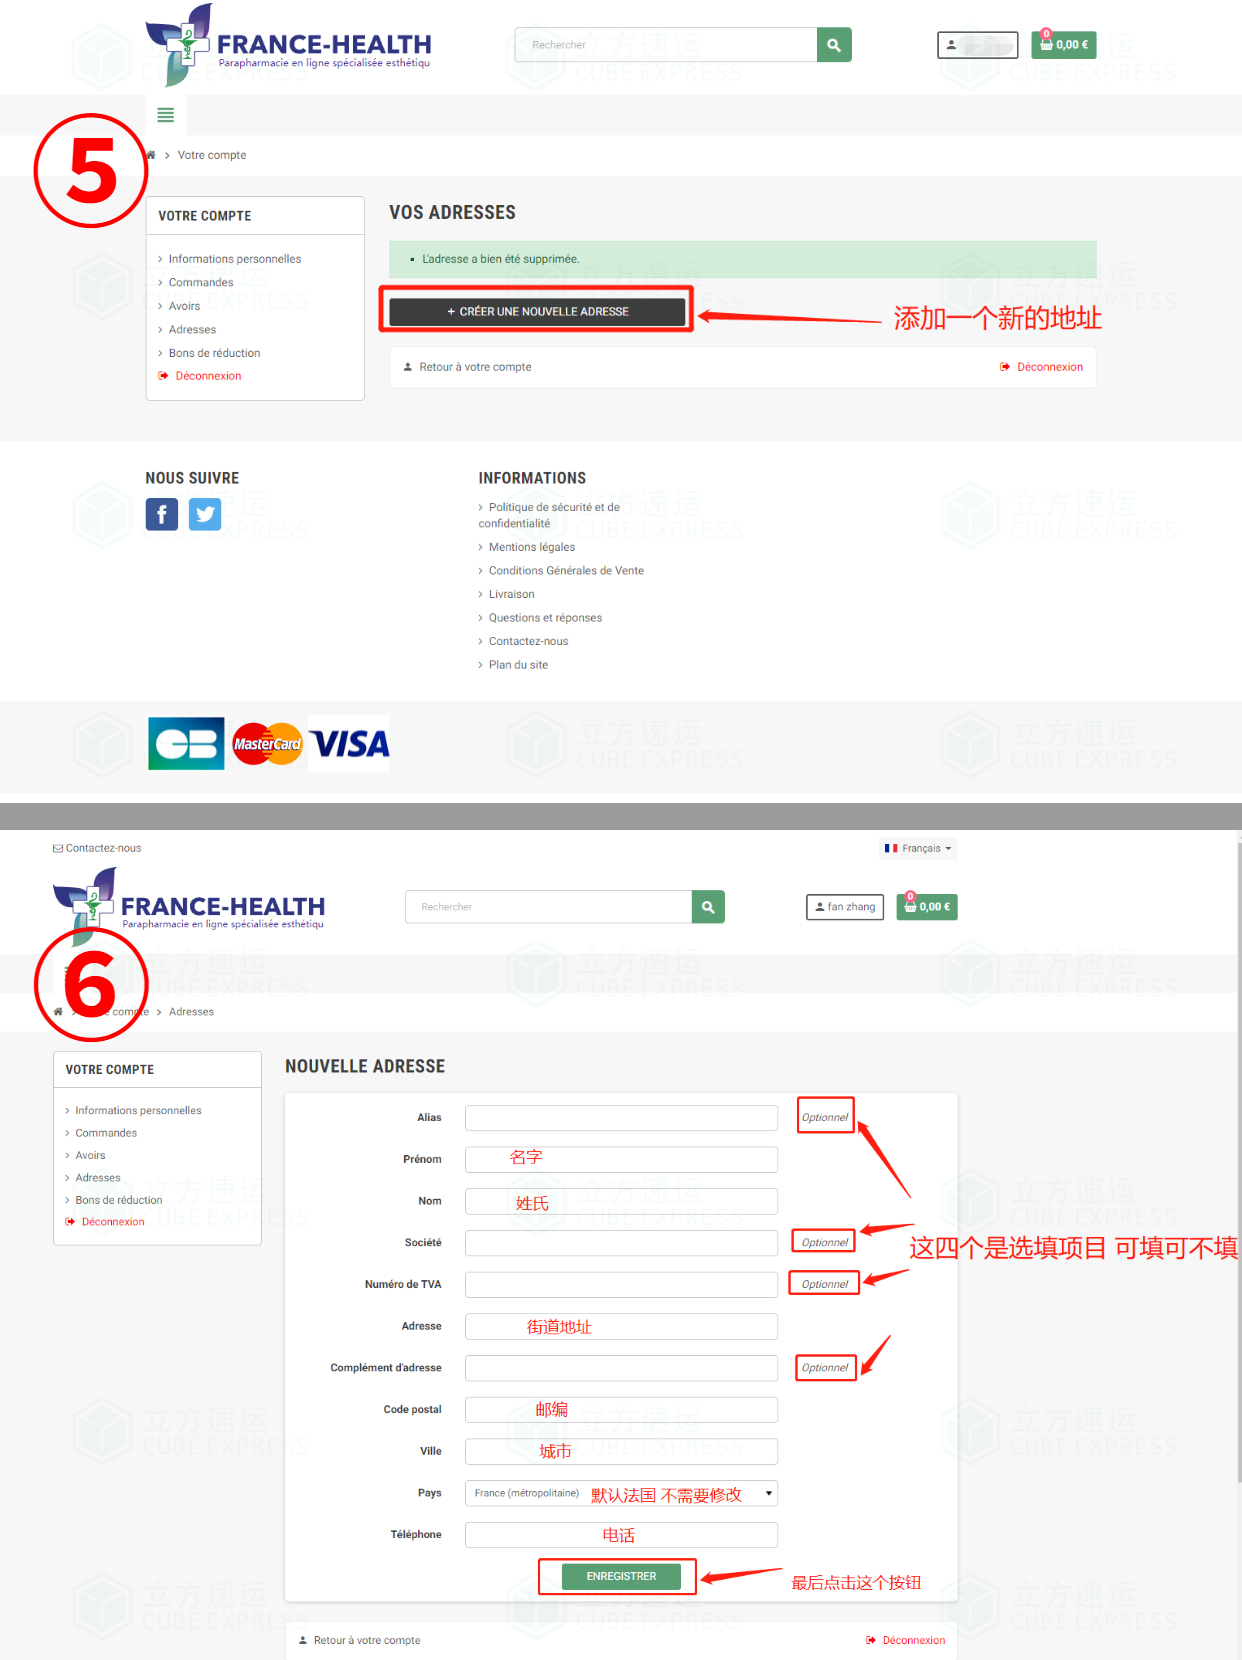 FRANCE-HEALTH
Parapharmacie en ligne spécialisée esthétiqu
Rechercher
0
0,00 €
5
Votre compte
VOTRE COMPTE
Informations personnelles
Commandes
Avoirs
Adresses
Bons de réduction
Déconnexion
VOS ADRESSES
L'adresse a bien été supprimée.
+ CRÉER UNE NOUVELLE ADRESSE
添加一个新的地址
Retour à votre compte
Déconnexion
NOUS SUIVRE
INFORMATIONS
Politique de sécurité et de
confidentialité
Mentions légales
Conditions Générales de Vente
Livraison
Questions et réponses
Contactez-nous
Plan du site
CB
MasterCard
VISA
立方速运
CUBE EXPRESS
Contactez-nous
Français
FRANCE-HEALTH
Parapharmacie en ligne spécialisée esthétiqu
Rechercher
fan zhang
0
0,00 €
6
Adresses
VOTRE COMPTE
Informations personnelles
Commandes
Avoirs
Adresses
Bons de réduction
Déconnexion
NOUVELLE ADRESSE
Alias
Optionnel
Prénom 名字
Nom 姓氏
Société
Optionnel
这四个是选填项目 可填可不填
Numéro de TVA
Optionnel
Adresse 街道地址
Complément d'adresse
Optionnel
Code postal 邮编
Ville 城市
Pays France (métropolitaine) 默认法国 不需要修改
Téléphone 电话
ENREGISTRER
最后点击这个按钮
Retour à votre compte
Déconnexion